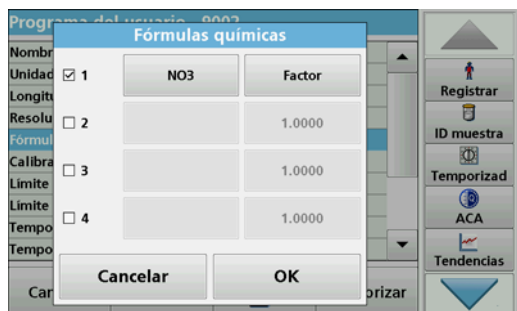 Programa del usuario 9002
Fórmulas químicas
Nombr
Unidad
Longitu
Resolu
Fórmul
Calibra
Límite
Límite
Tempo
Tempo
1 NO3 Factor
2 1.0000
3 1.0000
4 1.0000
Cancelar OK
Can
orizar
Registrar
ID muestra
Temporizad
ACA
Tendencias